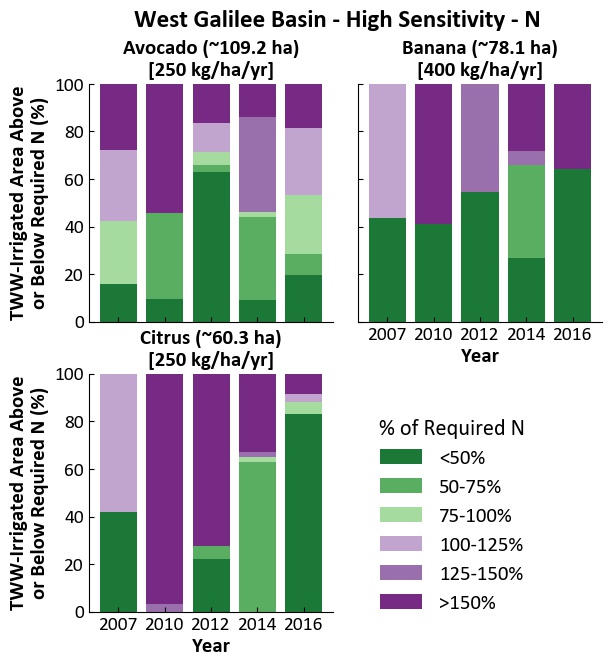 West Galilee Basin - High Sensitivity - N
Avocado (~109.2 ha)
[250 kg/ha/yr]
Banana (~78.1 ha)
[400 kg/ha/yr]
TWW-Irrigated Area Above
or Below Required N (%)
100
80
60
40
20
0
2007 2010 2012 2014 2016
Year
Citrus (~60.3 ha)
[250 kg/ha/yr]
TWW-Irrigated Area Above
or Below Required N (%)
100
80
60
40
20
0
2007 2010 2012 2014 2016
Year
% of Required N
<50%
50-75%
75-100%
100-125%
125-150%
>150%